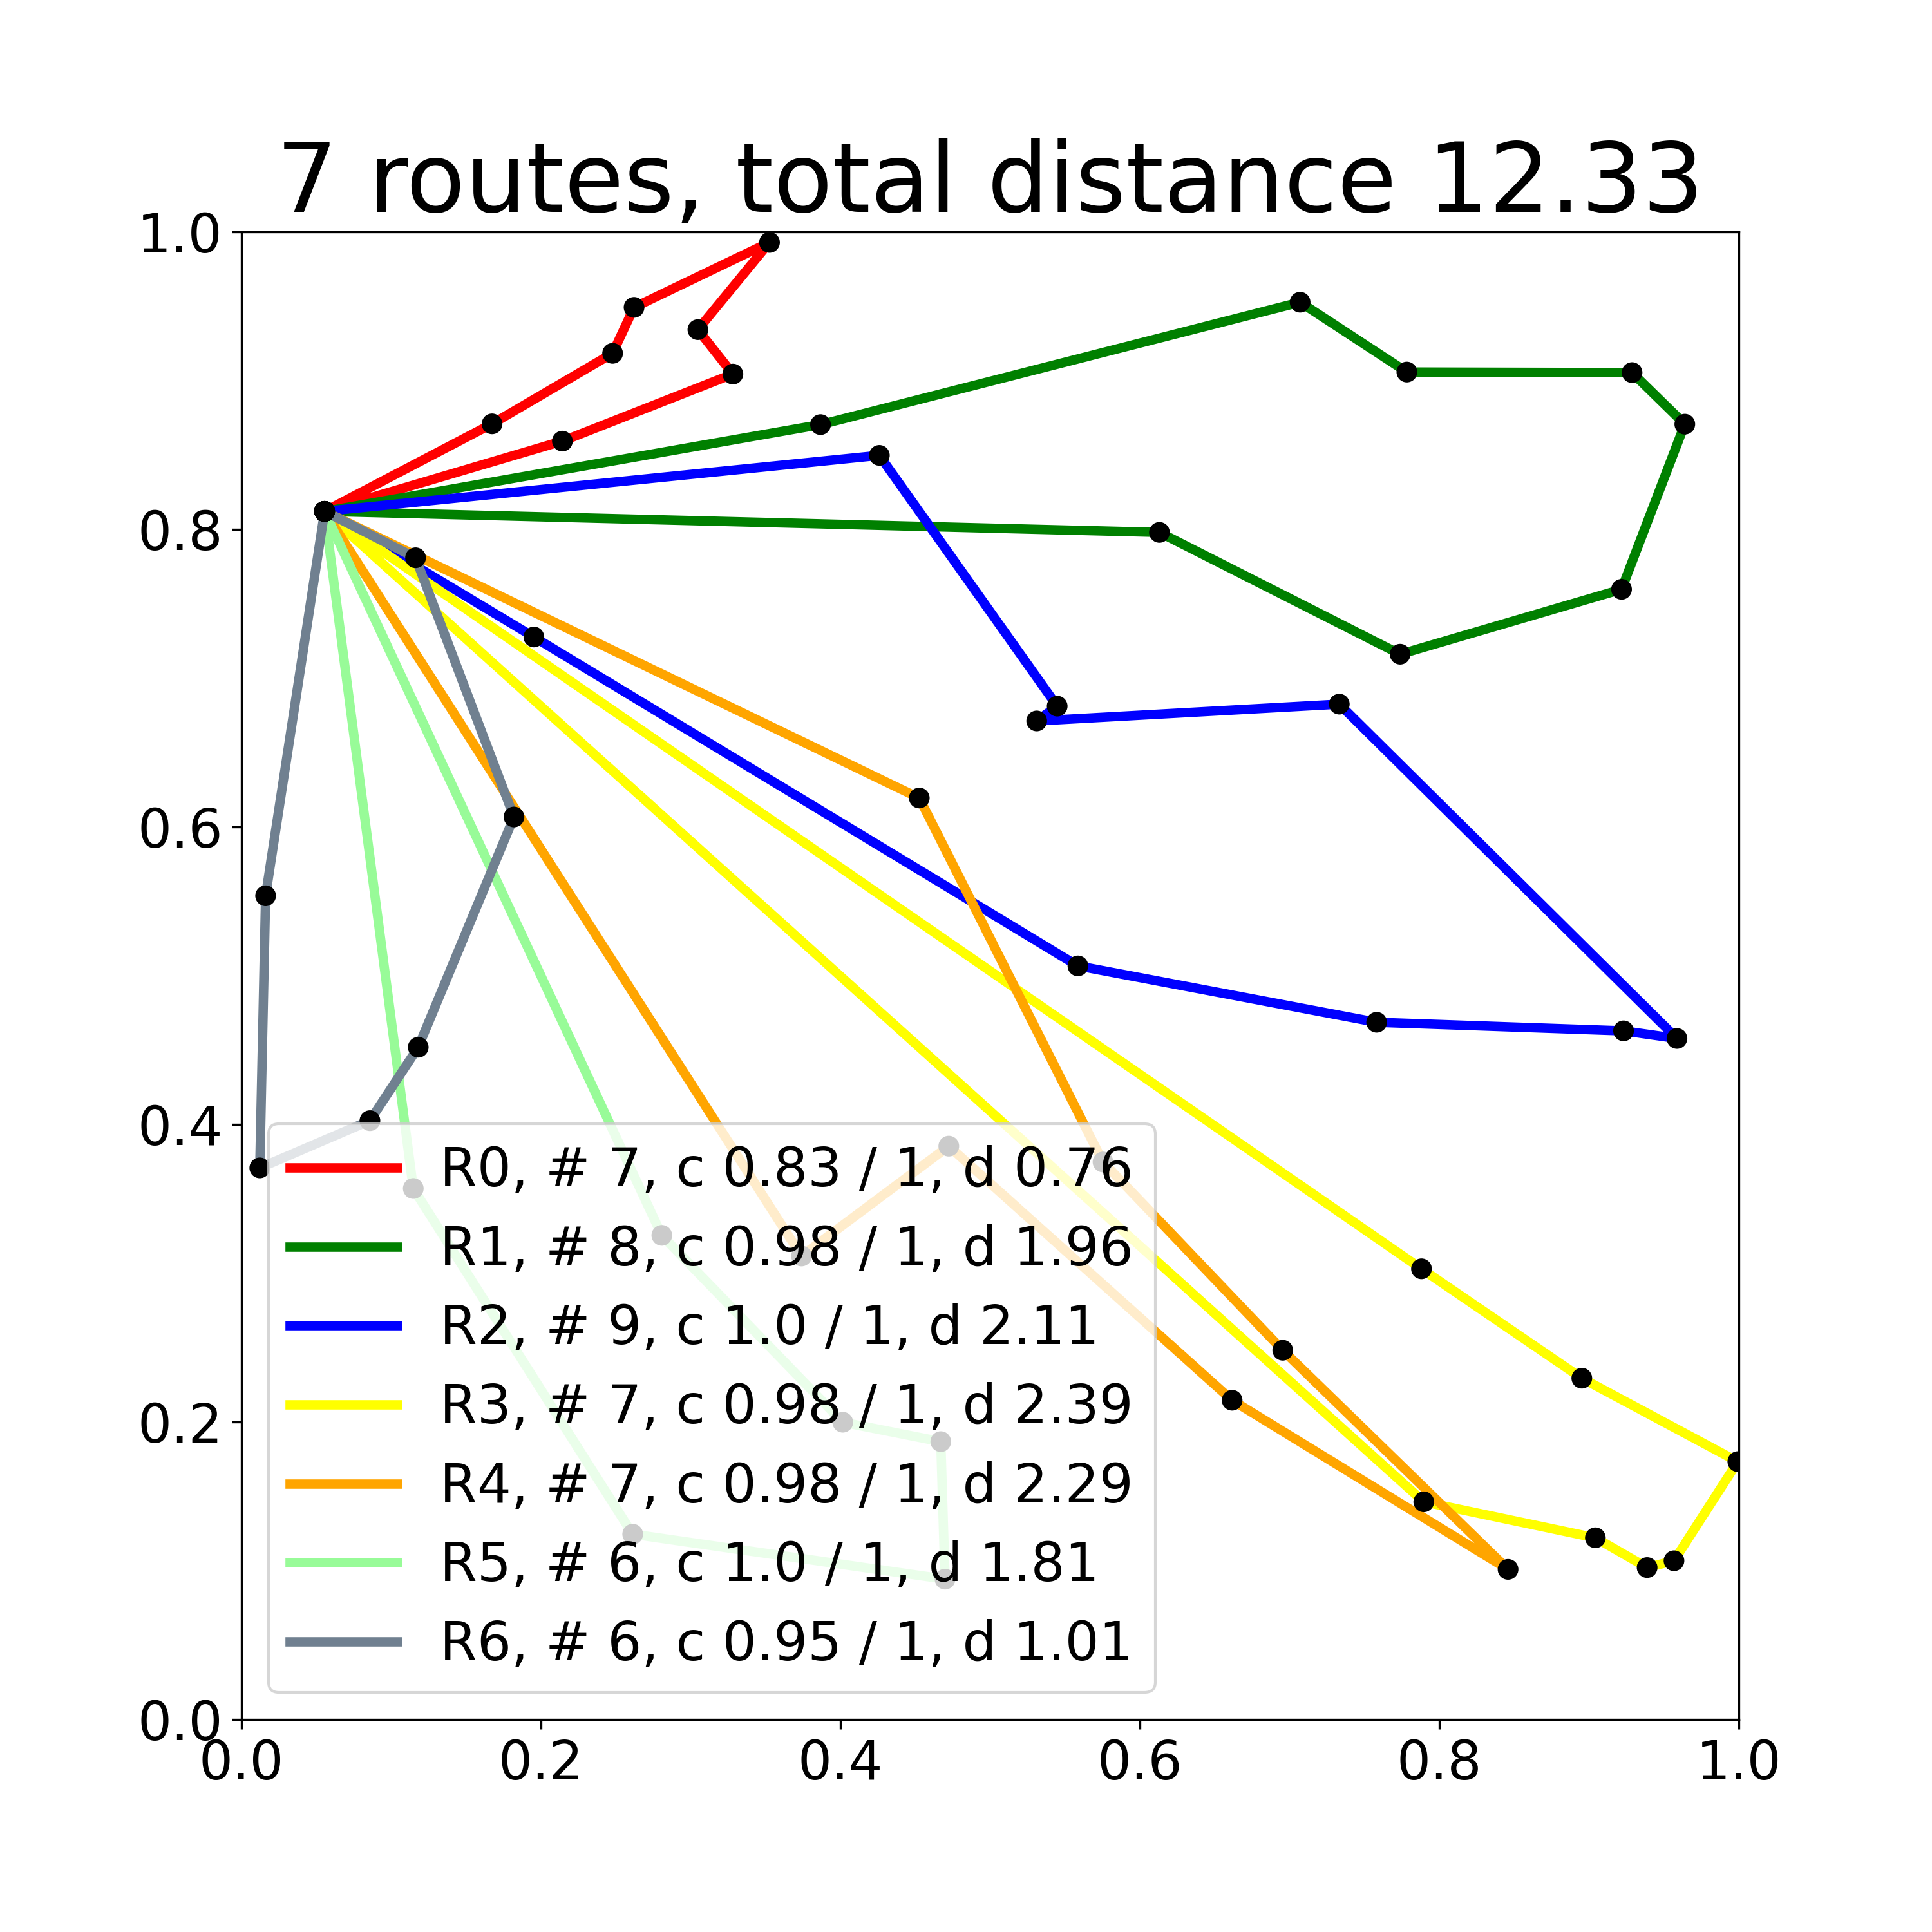 7 routes, total distance 12.33
1.0
0.8
0.6
0.4
0.2
0.0
R0, # 7, c 0.83 / 1, d 0.76
R1, # 8, c 0.98 / 1, d 1.96
R2, # 9, c 1.0 / 1, d 2.11
R3, # 7, c 0.98 / 1, d 2.39
R4, # 7, c 0.98 / 1, d 2.29
R5, # 6, c 1.0 / 1, d 1.81
R6, # 6, c 0.95 / 1, d 1.01
0.0 0.2 0.4 0.6 0.8 1.0